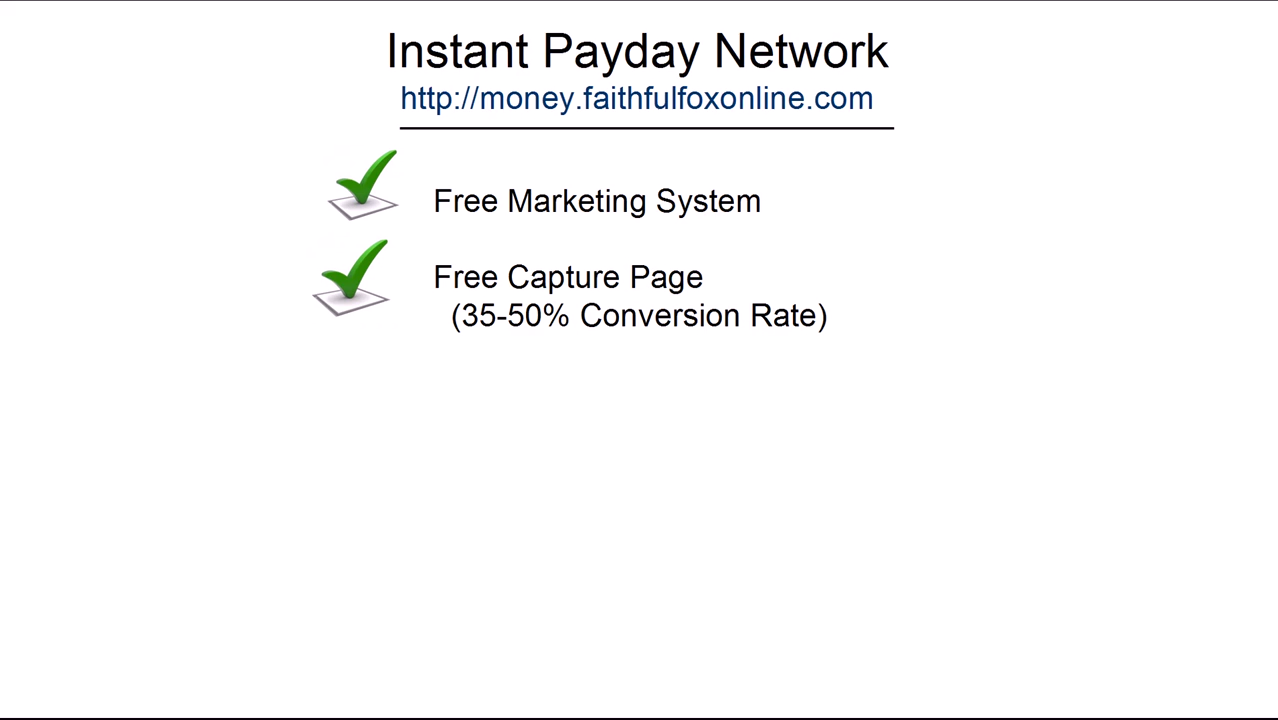 Instant Payday Network
http://money.faithfulfoxonline.com
Free Marketing System
Free Capture Page
(35-50% Conversion Rate)